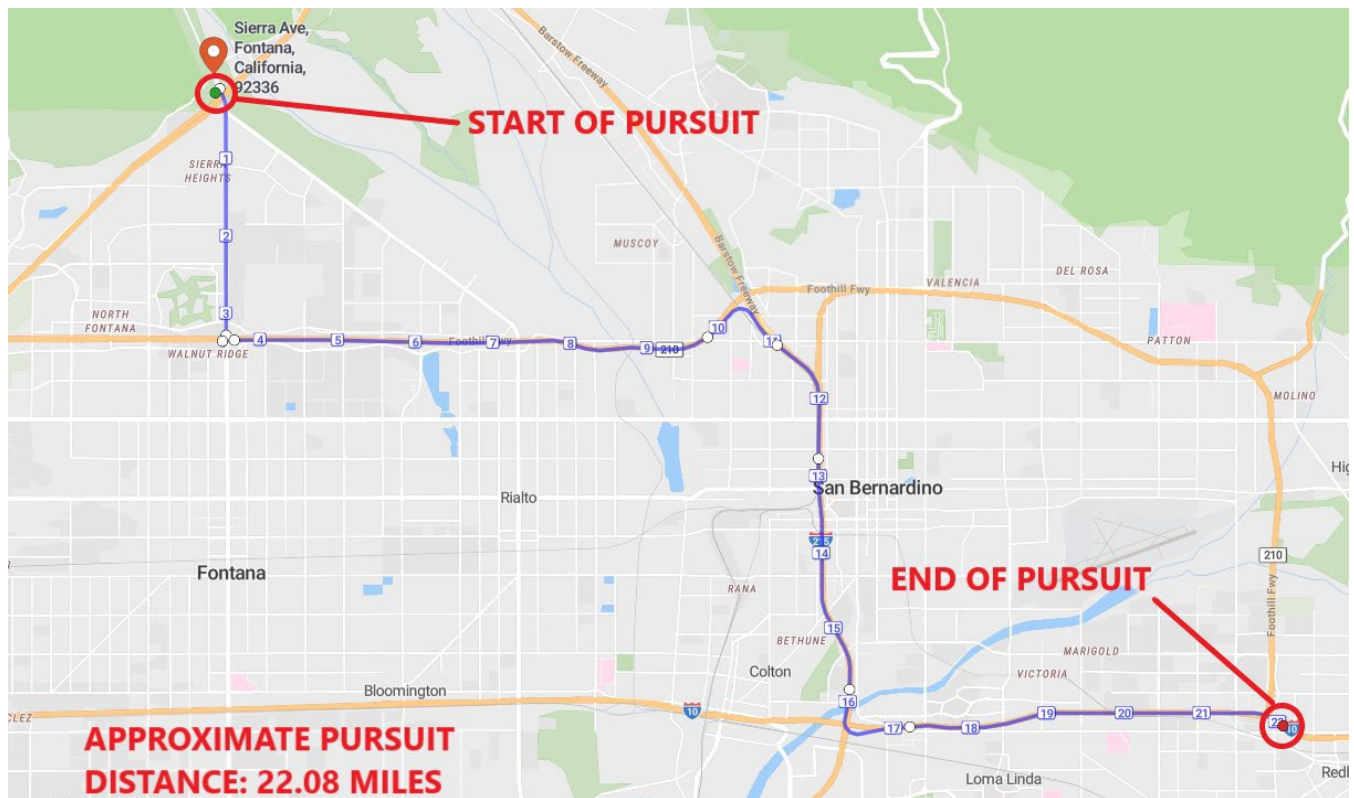 Sierra Ave,
Fontana,
California,
92336
START OF PURSUIT
Barstow Freeway
1
SIERRA
HEIGHTS
2
MUSCOY
Barstow Freeway
DEL ROSA
VALENCIA
Foothill Fwy
NORTH
FONTANA
3
10
WALNUT RIDGE
4
5
6
Foothill Fwy
7
8
9
210
11
PATTON
12
MOLINO
13
San Bernardino
Rialto
215
14
210
Fontana
END OF PURSUIT
RANA
Foothill Fwy
15
BETHUNE
MARIGOLD
Colton
VICTORIA
Bloomington
16
10
17
18
19
20
21
22
10
APPROXIMATE PURSUIT
DISTANCE: 22.08 MILES
Loma Linda
Redl